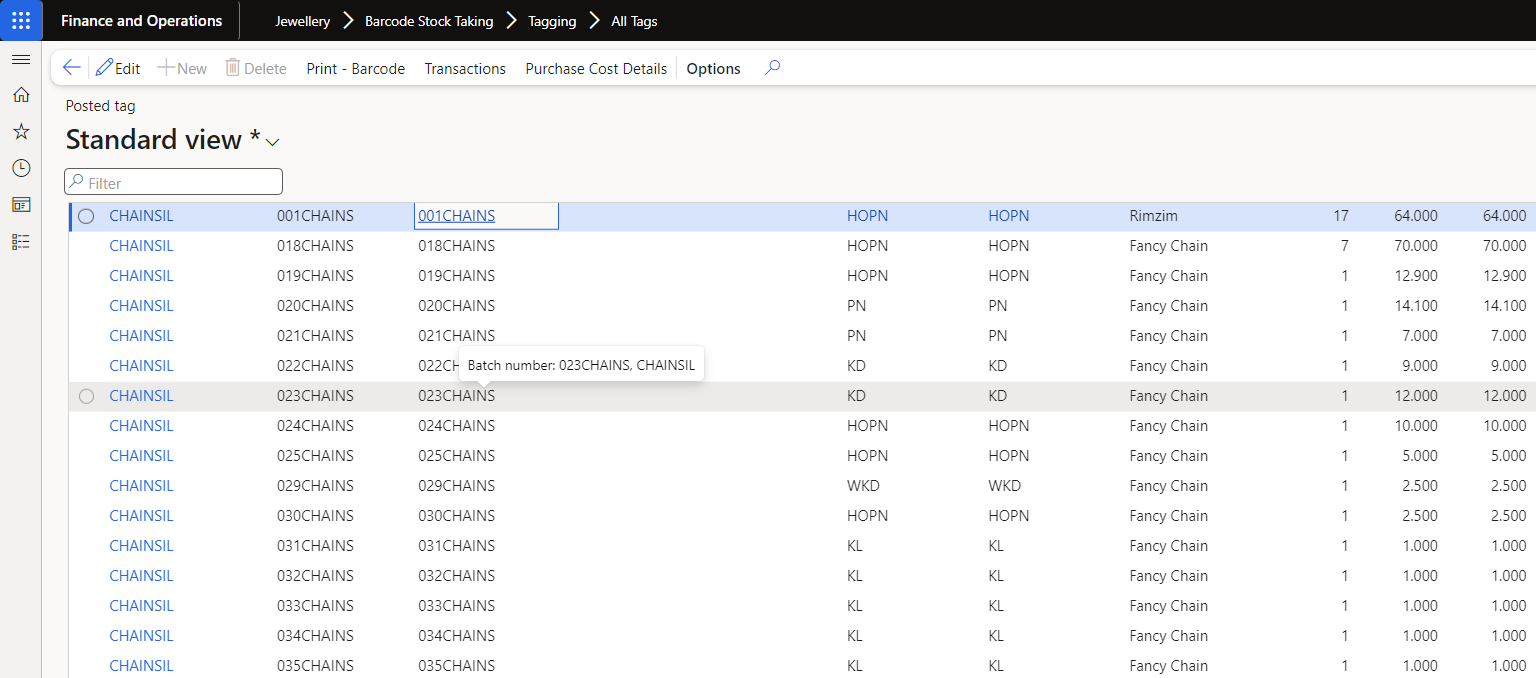 Finance and Operations Jewellery Barcode Stock Taking Tagging All Tags
Edit New Delete Print - Barcode Transactions Purchase Cost Details Options
Posted tag
Standard view *
Filter
CHAINSIL 001CHAINS 001CHAINS HOPN HOPN Rimzim 17 64.000 64.000
CHAINSIL 018CHAINS 018CHAINS HOPN HOPN Fancy Chain 7 70.000 70.000
CHAINSIL 019CHAINS 019CHAINS HOPN HOPN Fancy Chain 1 12.900 12.900
CHAINSIL 020CHAINS 020CHAINS PN PN Fancy Chain 1 14.100 14.100
CHAINSIL 021CHAINS 021CHAINS PN PN Fancy Chain 1 7.000 7.000
CHAINSIL 022CHAINS 022CH KD KD Fancy Chain 1 9.000 9.000
Batch number: 023CHAINS, CHAINSIL
CHAINSIL 023CHAINS 023CHAINS KD KD Fancy Chain 1 12.000 12.000
CHAINSIL 024CHAINS 024CHAINS HOPN HOPN Fancy Chain 1 10.000 10.000
CHAINSIL 025CHAINS 025CHAINS HOPN HOPN Fancy Chain 1 5.000 5.000
CHAINSIL 029CHAINS 029CHAINS WKD WKD Fancy Chain 1 2.500 2.500
CHAINSIL 030CHAINS 030CHAINS HOPN HOPN Fancy Chain 1 2.500 2.500
CHAINSIL 031CHAINS 031CHAINS KL KL Fancy Chain 1 1.000 1.000
CHAINSIL 032CHAINS 032CHAINS KL KL Fancy Chain 1 1.000 1.000
CHAINSIL 033CHAINS 033CHAINS KL KL Fancy Chain 1 1.000 1.000
CHAINSIL 034CHAINS 034CHAINS KL KL Fancy Chain 1 1.000 1.000
CHAINSIL 035CHAINS 035CHAINS KL KL Fancy Chain 1 1.000 1.000